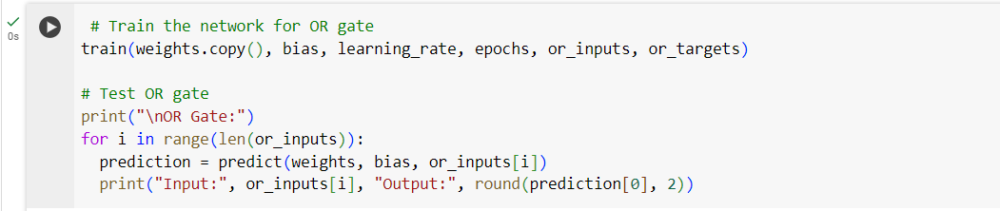 # Train the network for OR gate
0s
train(weights.copy(), bias, learning_rate, epochs, or_inputs, or_targets)
# Test OR gate
print("\nOR Gate:")
for i in range(len(or_inputs)):
  prediction = predict(weights, bias, or_inputs[i])
  print("Input:", or_inputs[i], "Output:", round(prediction[0], 2))